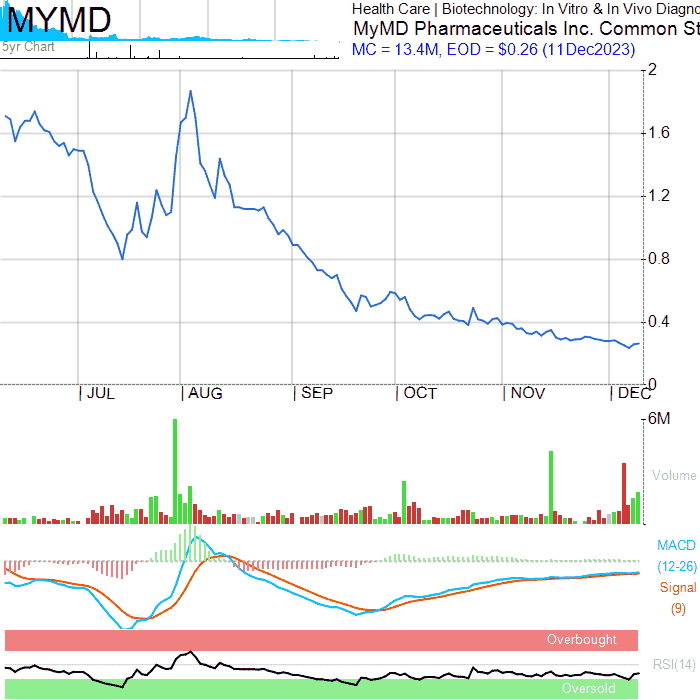 MYMD
5yr Chart
Health Care | Biotechnology: In Vitro & In Vivo Diagno
MyMD Pharmaceuticals Inc. Common St
MC = 13.4M, EOD = $0.26 (11Dec2023)
2
1.6
1.2
0.8
0.4
0
JUL AUG SEP OCT NOV DEC
6M
Volume
MACD
(12-26)
Signal
(9)
Overbought
RSI(14)
Oversold